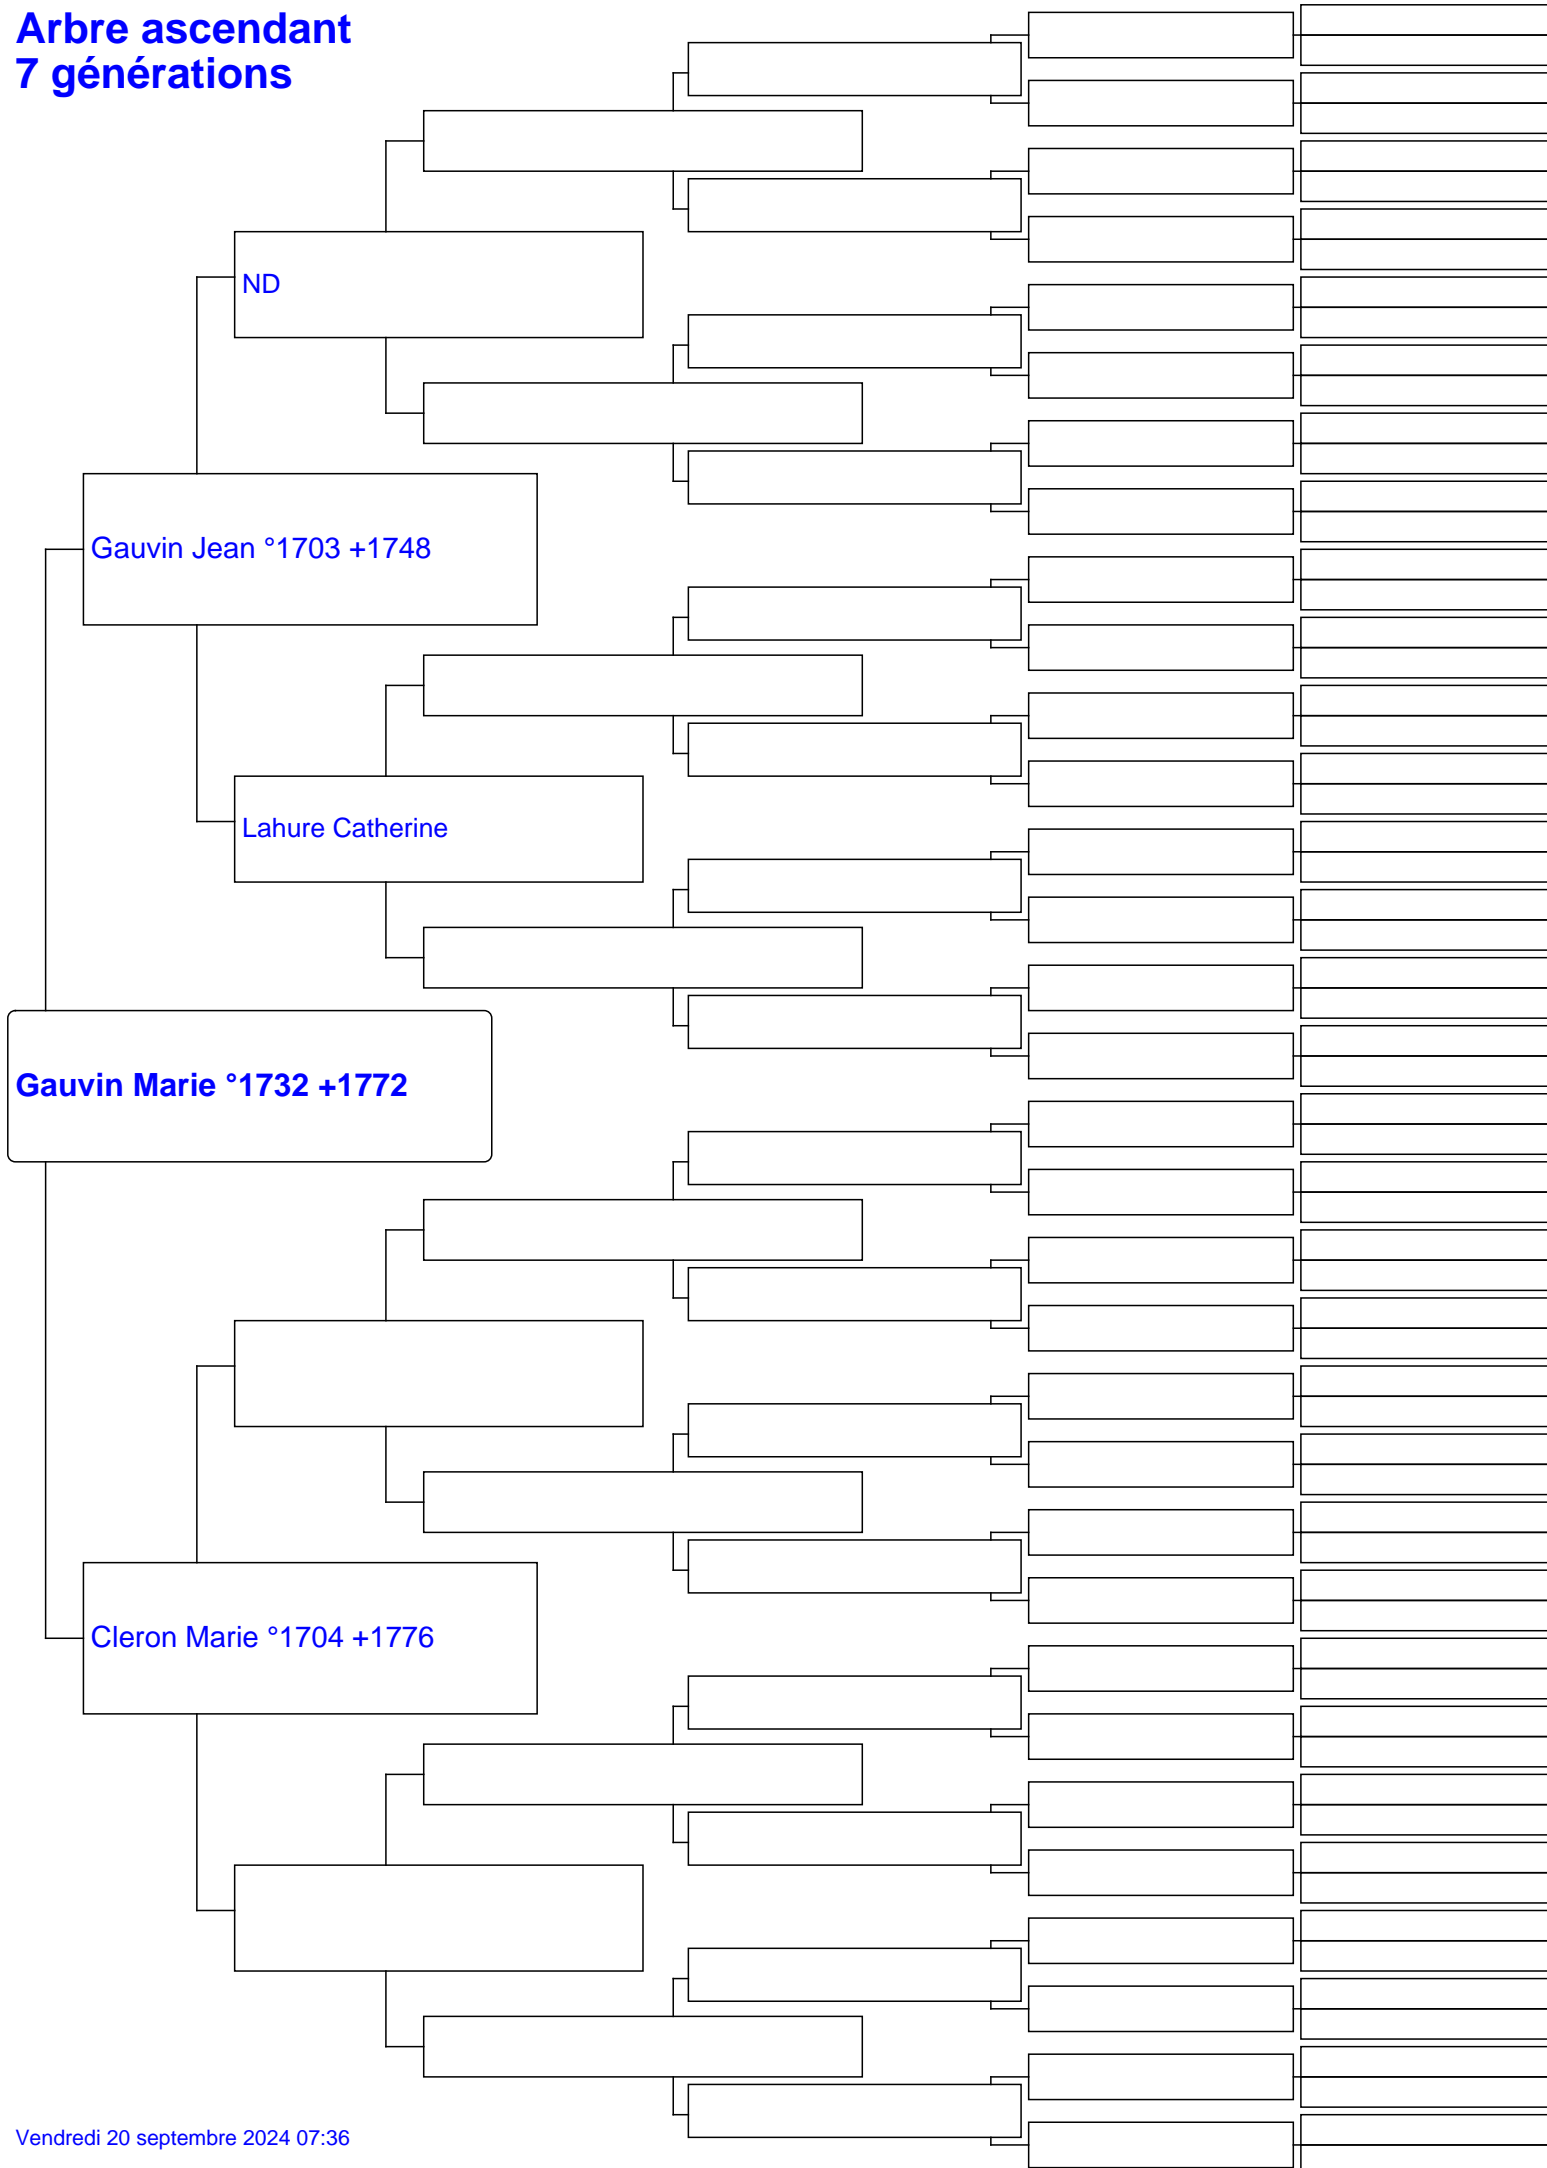 Arbre ascendant
7 générations
ND
Gauvin Jean °1703 +1748
Lahure Catherine
Gauvin Marie °1732 +1772
Cleron Marie °1704 +1776
Vendredi 20 septembre 2024 07:36